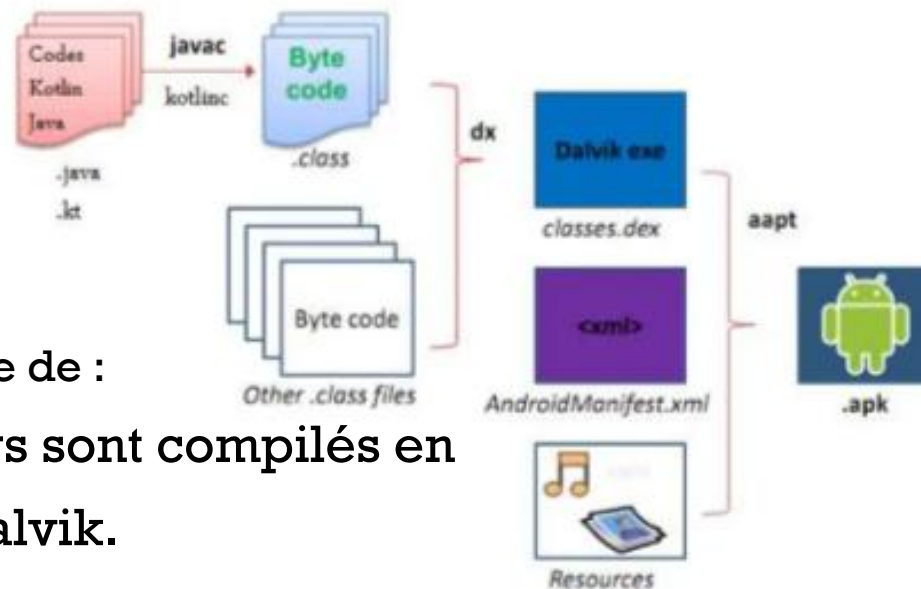 Codes
Kotlin
Java
.java
.kt
javac
kotlinc
Byte
code
.class
Byte code
Other .class files
dx
Dalvik exe
classes.dex
<xml>
AndroidManifest.xml
Resources
aapt
.apk
e de :
rs sont compilés en
alvik.